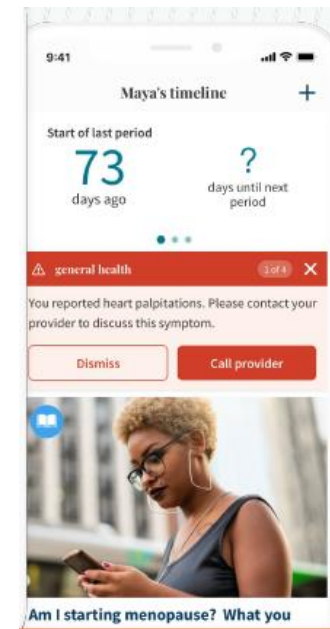 9:41
Maya's timeline +
Start of last period
73
days ago
?
days until next
period
general health 1 of 4 X
You reported heart palpitations. Please contact your
provider to discuss this symptom.
Dismiss Call provider
Am I starting menopause? What you